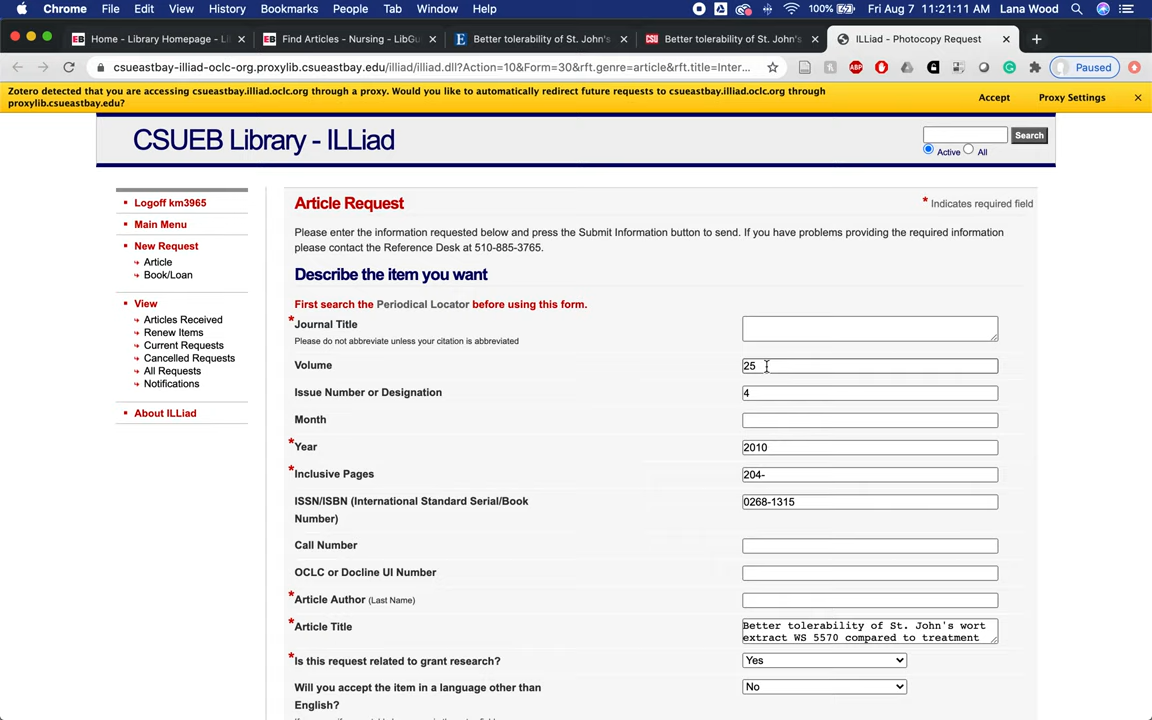 Chrome File Edit View History Bookmarks People Tab Window Help 100% Fri Aug 7 11:21:11 AM Lana Wood
EB Home - Library Homepage - Li × EB Find Articles - Nursing - LibGu × E Better tolerability of St. John's × CSU Better tolerability of St. John's × ILLiad - Photocopy Request × +
csueastbay-illiad-oclc-org.proxylib.csueastbay.edu/illiad/illiad.dll?Action=10&Form=30&rft.genre=article&rft.title=Inter... ABP Paused
Zotero detected that you are accessing csueastbay.illiad.oclc.org through a proxy. Would you like to automatically redirect future requests to csueastbay.illiad.oclc.org through
proxylib.csueastbay.edu?
Accept Proxy Settings ×
CSUEB Library - ILLiad
Search
Active All
Logoff km3965
Main Menu
New Request
Article
Book/Loan
View
Articles Received
Renew Items
Current Requests
Cancelled Requests
All Requests
Notifications
About ILLiad
Article Request
* Indicates required field
Please enter the information requested below and press the Submit Information button to send. If you have problems providing the required information
please contact the Reference Desk at 510-885-3765.
Describe the item you want
First search the Periodical Locator before using this form.
*Journal Title
Please do not abbreviate unless your citation is abbreviated
Volume 25
Issue Number or Designation 4
Month
*Year 2010
*Inclusive Pages 204-
ISSN/ISBN (International Standard Serial/Book 0268-1315
Number)
Call Number
OCLC or Docline UI Number
*Article Author (Last Name)
*Article Title Better tolerability of St. John's wort
extract WS 5570 compared to treatment
*Is this request related to grant research? Yes
Will you accept the item in a language other than No
English?